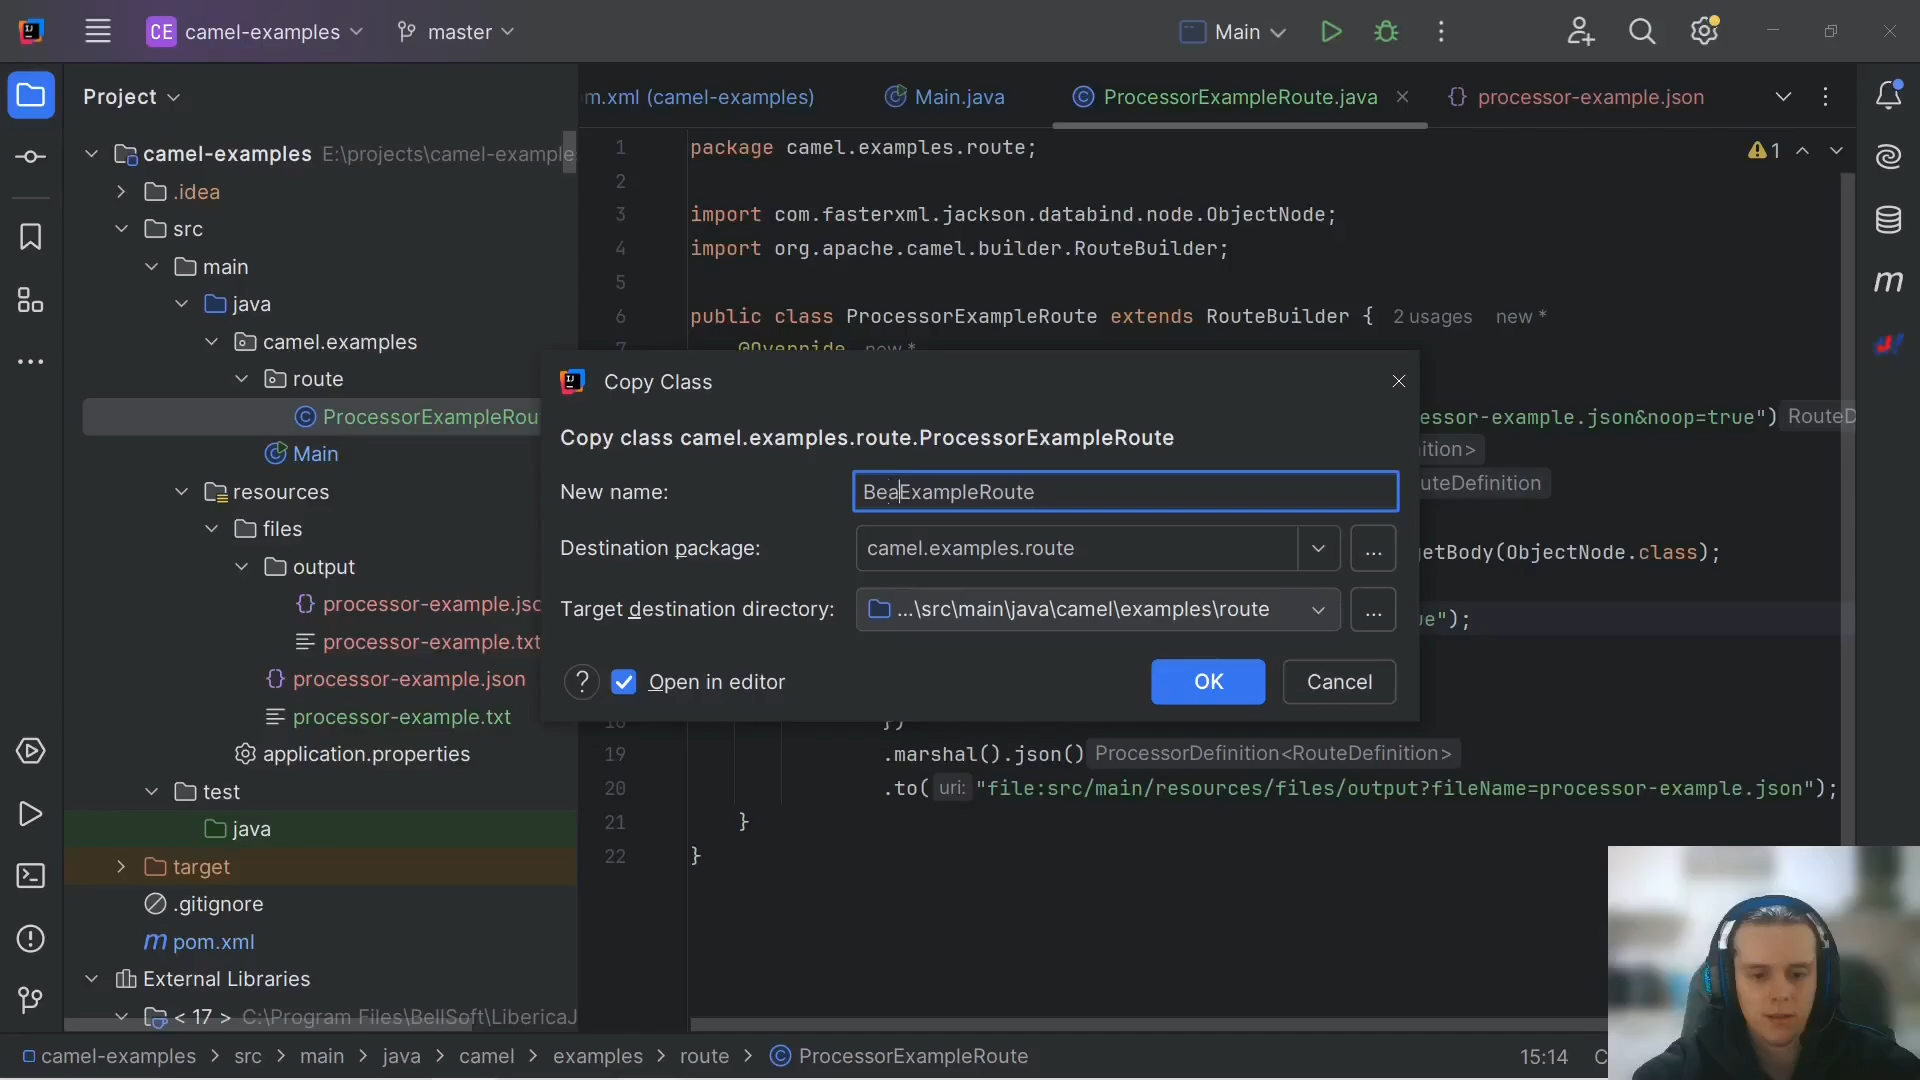 CE camel-examples
master
Main
Project
m.xml (camel-examples)
Main.java
ProcessorExampleRoute.java
processor-example.json
camel-examples E:\projects\camel-example
.idea
src
main
java
camel.examples
route
ProcessorExampleRou
Main
resources
files
output
processor-example.jsc
processor-example.txt
processor-example.json
processor-example.txt
application.properties
test
java
target
.gitignore
pom.xml
External Libraries
< 17 > C:\Program Files\BellSoft\LibericaJ
1 package camel.examples.route;
2
3 import com.fasterxml.jackson.databind.node.ObjectNode;
4 import org.apache.camel.builder.RouteBuilder;
5
6 public class ProcessorExampleRoute extends RouteBuilder { 2 usages new *
7 @Override new *
1
essor-example.json&noop=true") RouteD
ition>
uteDefinition
etBody(ObjectNode.class);
ue");
18 })
19 .marshal().json() ProcessorDefinition<RouteDefinition>
20 .to( uri: "file:src/main/resources/files/output?fileName=processor-example.json");
21 }
22 }
Copy Class
Copy class camel.examples.route.ProcessorExampleRoute
New name:
BeaExampleRoute
Destination package:
camel.examples.route
...
Target destination directory:
...\src\main\java\camel\examples\route
...
?
Open in editor
OK
Cancel
camel-examples > src > main > java > camel > examples > route > ProcessorExampleRoute
15:14
C